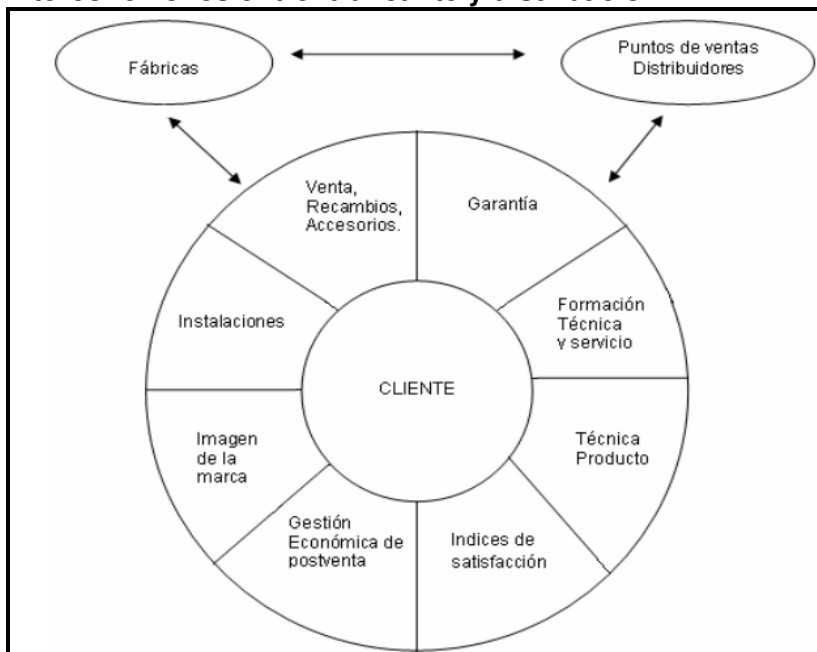 Fábricas
Puntos de ventas
Distribuidores
Venta,
Recambios,
Accesorios.
Garantía
Instalaciones
Formación
Técnica
y servicio
CLIENTE
Imagen
de la
marca
Técnica
Producto
Gestión
Económica de
postventa
Indices de
satisfacción